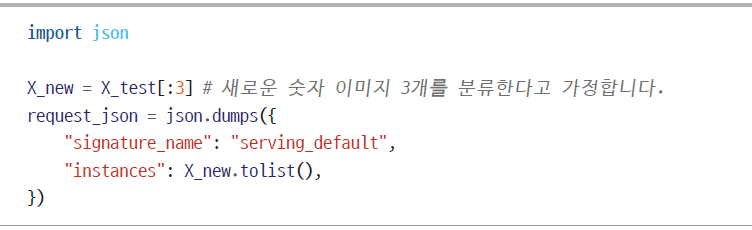 import json
X_new = X_test[:3] # 새로운 숫자 이미지 3개를 분류한다고 가정합니다.
request_json = json.dumps({
    "signature_name": "serving_default",
    "instances": X_new.tolist(),
})